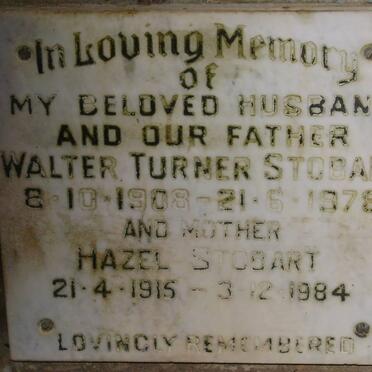 In Loving Memory
of
MY BELOVED HUSBAN
AND OUR FATHER
WALTER TURNER STOBA
8-10-1908-21-6-1978
AND MOTHER
HAZEL STOBART
21-4-1915-3-12-1984
LOVINGLY REMEMBERED